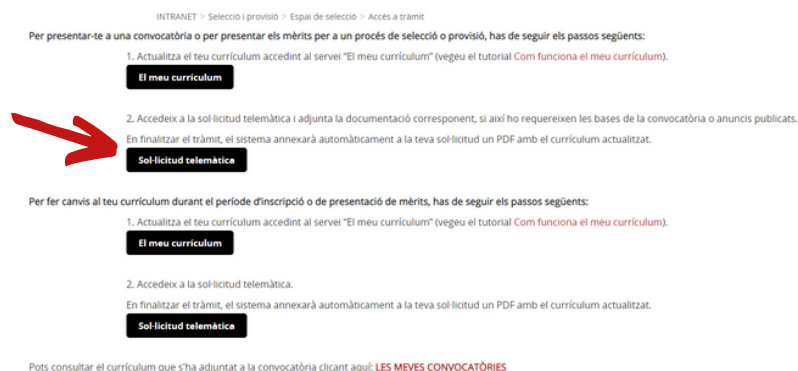 INTRANET > Selecció i provisió > Espai de selecció > Accés a tràmit
Per presentar-te a una convocatòria o per presentar els mèrits per a un procés de selecció o provisió, has de seguir els passos següents:
1. Actualitza el teu currículum accedint al servei "El meu currículum" (vegeu el tutorial Com funciona el meu currículum).
El meu currículum
2. Accedeix a la sol·licitud telemàtica i adjunta la documentació corresponent, si així ho requereixen les bases de la convocatòria o anuncis publicats.
En finalitzar el tràmit, el sistema annexarà automàticament a la teva sol·licitud un PDF amb el currículum actualitzat.
Sol·licitud telemàtica
Per fer canvis al teu currículum durant el període d'inscripció o de presentació de mèrits, has de seguir els passos següents:
1. Actualitza el teu currículum accedint al servei "El meu currículum" (vegeu el tutorial Com funciona el meu currículum).
El meu currículum
2. Accedeix a la sol·licitud telemàtica.
En finalitzar el tràmit, el sistema annexarà automàticament a la teva sol·licitud un PDF amb el currículum actualitzat.
Sol·licitud telemàtica
Pots consultar el currículum que s'ha adjuntat a la convocatòria clicant aquí: LES MEVES CONVOCATÒRIES